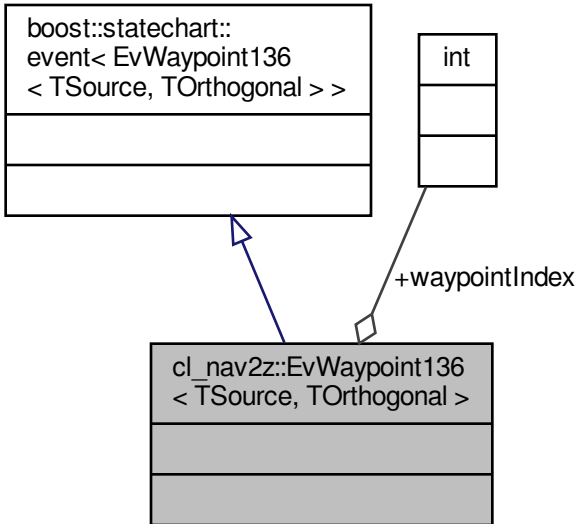 boost::statechart::
event< EvWaypoint136
< TSource, TOrthogonal > >
int
+waypointIndex
cl_nav2z::EvWaypoint136
< TSource, TOrthogonal >